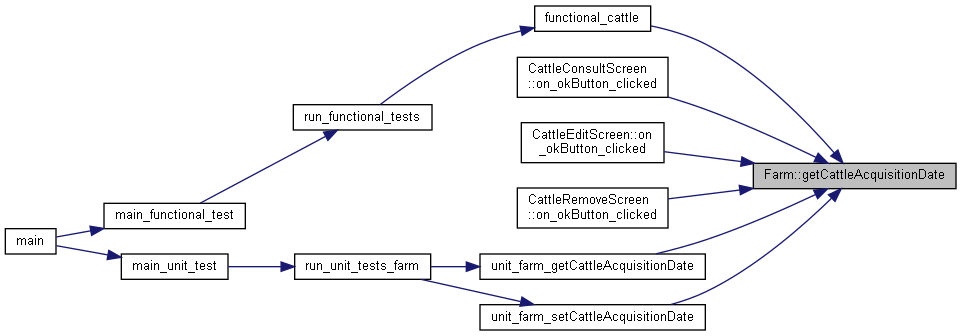 functional_cattle
CattleConsultScreen
::on_okButton_clicked
run_functional_tests
CattleEditScreen::on
_okButton_clicked
Farm::getCattleAcquisitionDate
CattleRemoveScreen
::on_okButton_clicked
main_functional_test
main
main_unit_test
run_unit_tests_farm
unit_farm_getCattleAcquisitionDate
unit_farm_setCattleAcquisitionDate